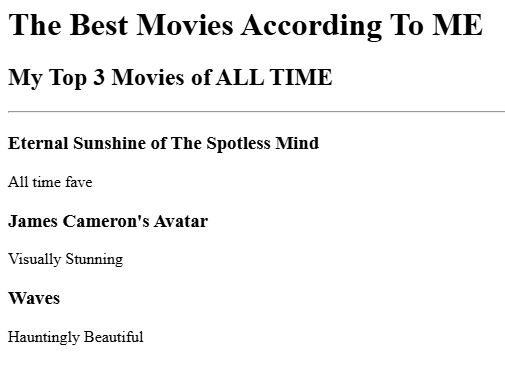 The Best Movies According To ME
My Top 3 Movies of ALL TIME
Eternal Sunshine of The Spotless Mind
All time fave
James Cameron's Avatar
Visually Stunning
Waves
Hauntingly Beautiful